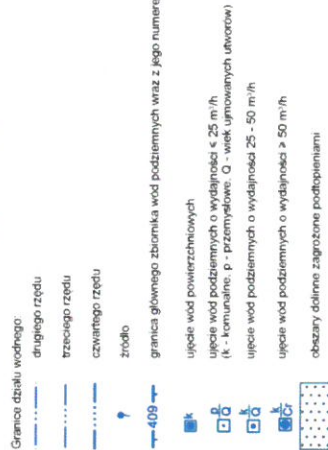 Granice działu wodnego:
drugiego rzędu
trzeciego rzędu
czwartego rzędu
źródło
409 granica głównego zbiornika wód podziemnych wraz z jego numere
k ujęcie wód powierzchniowych
p Q ujęcie wód podziemnych o wydajności ≤ 25 m³/h
(k - komunalne, p - przemysłowe, Q - wiek ujmowanych utworów)
k Q ujęcie wód podziemnych o wydajności 25 - 50 m³/h
k Cr ujęcie wód podziemnych o wydajności ≥ 50 m³/h
obszary dolinne zagrożone podtopieniami